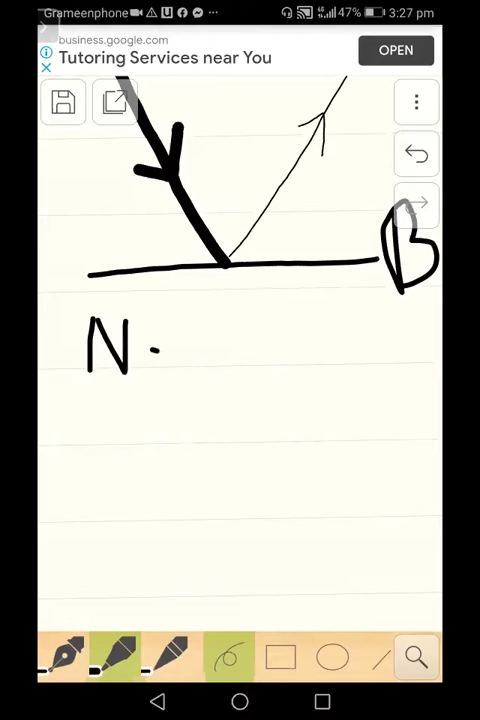 Grameenphone ... 47% 3:27 pm
business.google.com
Tutoring Services near You
OPEN
B
N.